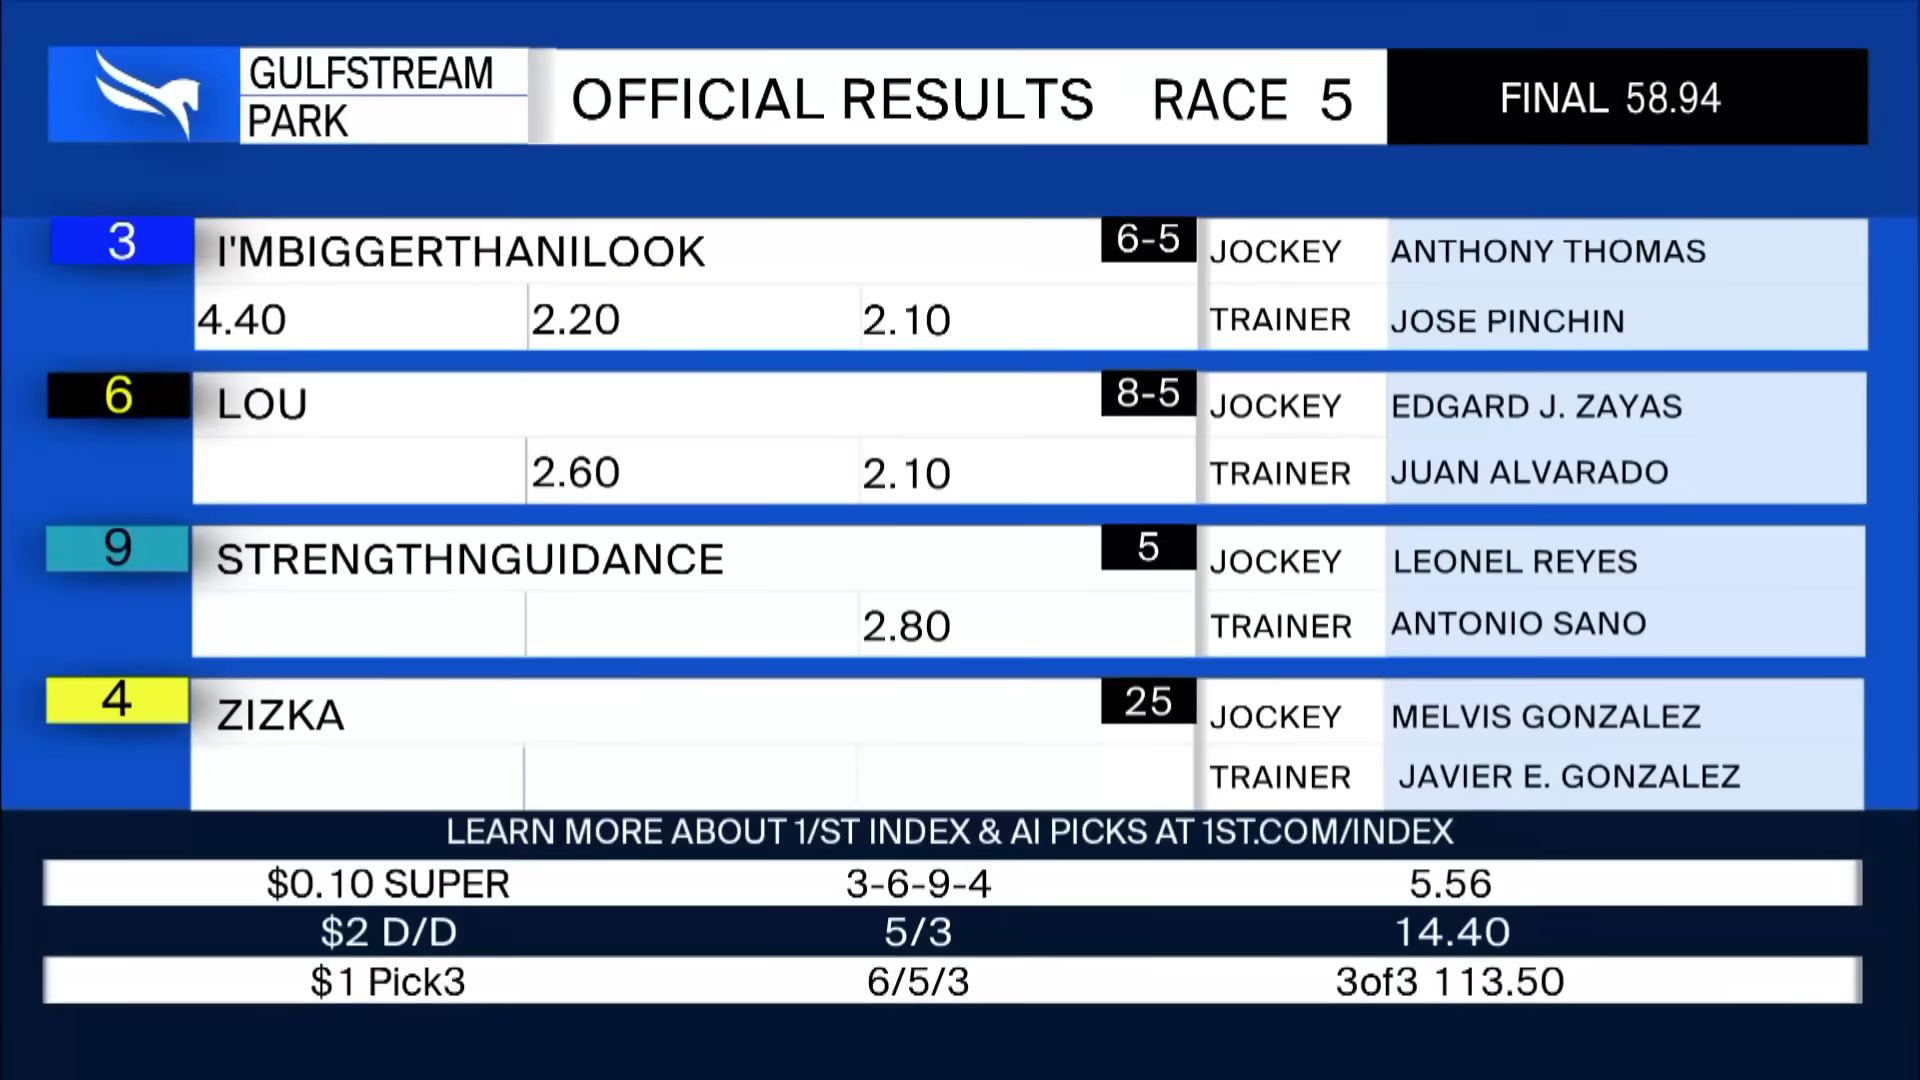 GULFSTREAM
PARK
OFFICIAL RESULTS RACE 5
FINAL 58.94
3
I'MBIGGERTHANILOOK
6-5
JOCKEY ANTHONY THOMAS
4.40 2.20 2.10
TRAINER JOSE PINCHIN
6
LOU
8-5
JOCKEY EDGARD J. ZAYAS
2.60 2.10
TRAINER JUAN ALVARADO
9
STRENGTHNGUIDANCE
5
JOCKEY LEONEL REYES
2.80
TRAINER ANTONIO SANO
4
ZIZKA
25
JOCKEY MELVIS GONZALEZ
TRAINER JAVIER E. GONZALEZ
LEARN MORE ABOUT 1/ST INDEX & AI PICKS AT 1ST.COM/INDEX
$0.10 SUPER 3-6-9-4 5.56
$2 D/D 5/3 14.40
$1 Pick3 6/5/3 3of3 113.50